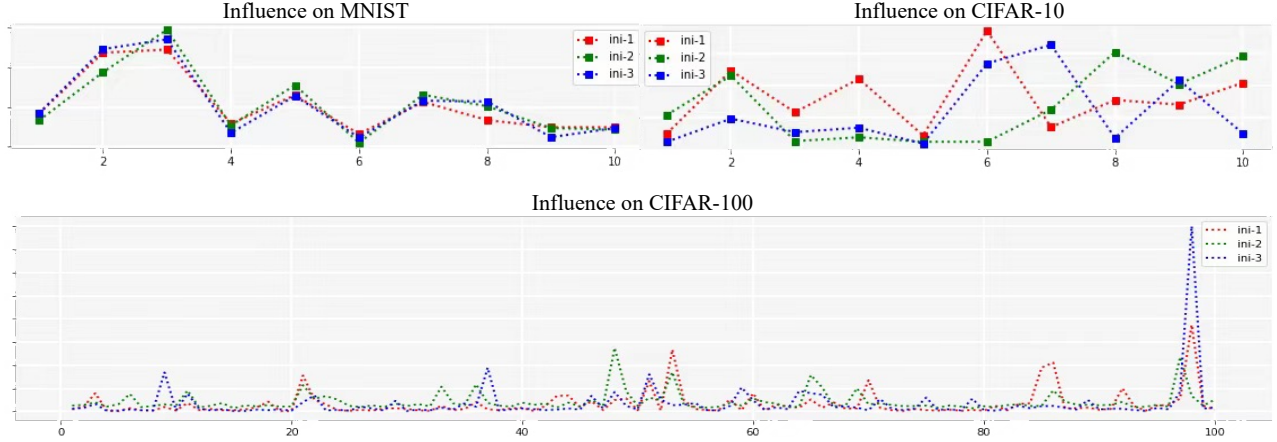 Influence on MNIST
ini-1
ini-2
ini-3
2
4
6
8
10
Influence on CIFAR-10
ini-1
ini-2
ini-3
2
4
6
8
10
Influence on CIFAR-100
ini-1
ini-2
ini-3
0
20
40
60
80
100